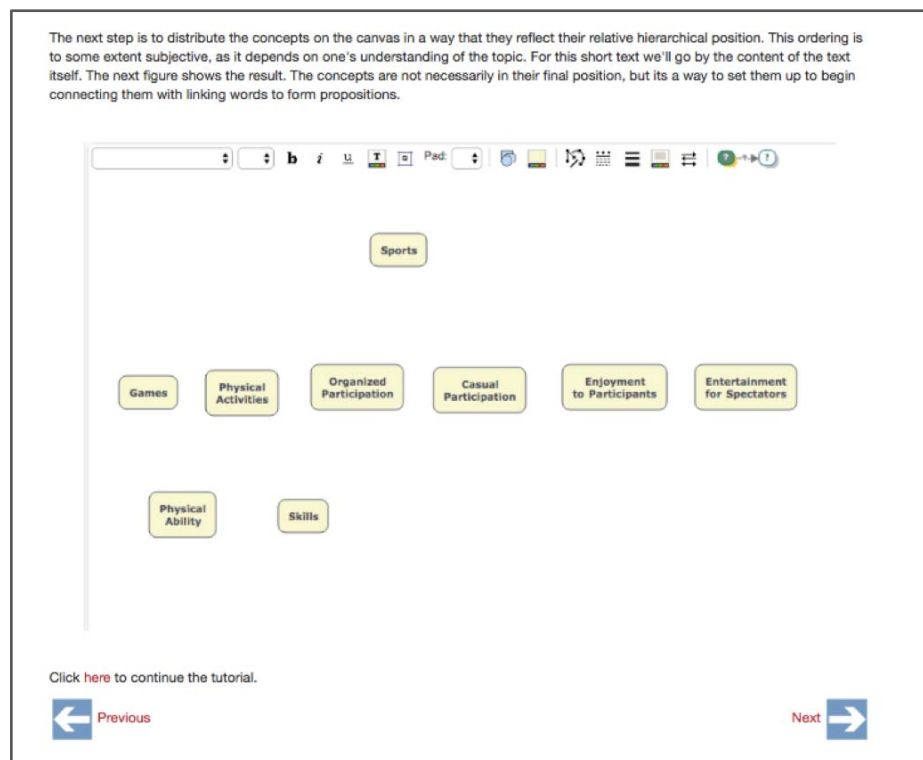 The next step is to distribute the concepts on the canvas in a way that they reflect their relative hierarchical position. This ordering is
to some extent subjective, as it depends on one's understanding of the topic. For this short text we'll go by the content of the text
itself. The next figure shows the result. The concepts are not necessarily in their final position, but its a way to set them up to begin
connecting them with linking words to form propositions.
b i u T a Pad: ? -?-> ?
Sports
Games
Physical
Activities
Organized
Participation
Casual
Participation
Enjoyment
to Participants
Entertainment
for Spectators
Physical
Ability
Skills
Click here to continue the tutorial.
Previous
Next